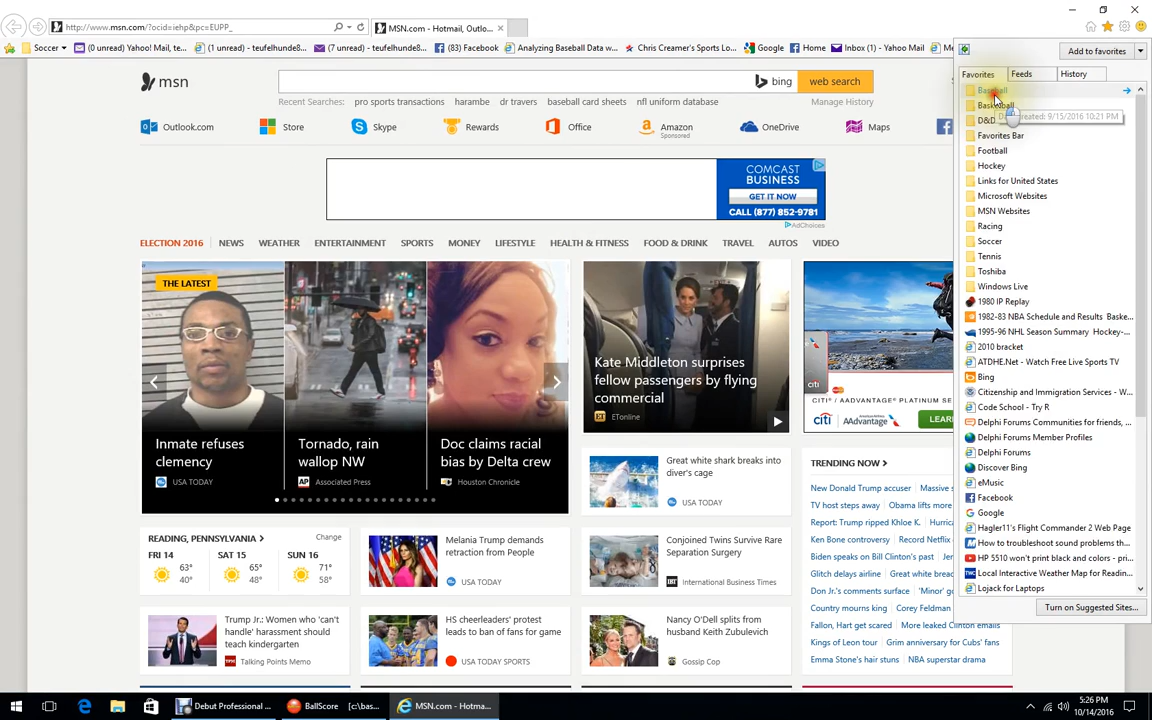 http://www.msn.com/?ocid=iehp&pc=EUPP_
MSN.com - Hotmail, Outlo...
Soccer
(0 unread) Yahoo! Mail, te...
(1 unread) - teufelhunde8...
(7 unread) - teufelhunde8...
(83) Facebook
Analyzing Baseball Data w...
Chris Creamer's Sports Lo...
Google
Home
Inbox (1) - Yahoo Mail
Me
Add to favorites
Favorites
Feeds
History
msn
bing
web search
Recent Searches:
pro sports transactions
harambe
dr travers
baseball card sheets
nfl uniform database
Manage History
Outlook.com
Store
Skype
Rewards
Office
Amazon
Sponsored
OneDrive
Maps
COMCAST
BUSINESS
GET IT NOW
CALL (877) 852-9781
AdChoices
ELECTION 2016
NEWS
WEATHER
ENTERTAINMENT
SPORTS
MONEY
LIFESTYLE
HEALTH & FITNESS
FOOD & DRINK
TRAVEL
AUTOS
VIDEO
THE LATEST
Inmate refuses
clemency
USA TODAY
Tornado, rain
wallop NW
Associated Press
Doc claims racial
bias by Delta crew
Houston Chronicle
Kate Middleton surprises
fellow passengers by flying
commercial
ETonline
citi
AAdvantage
LEAR
Great white shark breaks into
diver's cage
USA TODAY
TRENDING NOW
New Donald Trump accuser
Massive s
TV host steps away
Obama lifts more
Report: Trump ripped Khloe K.
Hurric
Ken Bone controversy
Record Netflix
Biden speaks on Bill Clinton's past
Je
Glitch delays airline
Great white brea
Don Jr.'s comments surface
'Minor' g
Country mourns king
Corey Feldman
Fallon, Hart get scared
More leaked Clinton emails
Kings of Leon tour
Grim anniversary for Cubs' fans
Emma Stone's hair stuns
NBA superstar drama
READING, PENNSYLVANIA
Change
FRI 14
63°
40°
SAT 15
65°
48°
SUN 16
71°
58°
Melania Trump demands
retraction from People
USA TODAY
Conjoined Twins Survive Rare
Separation Surgery
International Business Times
Trump Jr.: Women who 'can't
handle' harassment should
teach kindergarten
Talking Points Memo
HS cheerleaders' protest
leads to ban of fans for game
USA TODAY SPORTS
Nancy O'Dell splits from
husband Keith Zubulevich
Gossip Cop
Baseball
Basketball
D&D
Date created: 9/15/2016 10:21 PM
Favorites Bar
Football
Hockey
Links for United States
Microsoft Websites
MSN Websites
Racing
Soccer
Tennis
Toshiba
Windows Live
1980 IP Replay
1982-83 NBA Schedule and Results Baske...
1995-96 NHL Season Summary Hockey-...
2010 bracket
ATDHE.Net - Watch Free Live Sports TV
Bing
Citizenship and Immigration Services - W...
Code School - Try R
Delphi Forums Communities for friends, ...
Delphi Forums Member Profiles
Delphi Forums
Discover Bing
eMusic
Facebook
Google
Hagler11's Flight Commander 2 Web Page
How to troubleshoot sound problems th...
HP 5510 won't print black and colors - pri...
Local Interactive Weather Map for Readin...
Lojack for Laptops
Turn on Suggested Sites...
Debut Professional ...
BallScore [c:\bas...
MSN.com - Hotma...
5:26 PM
10/14/2016